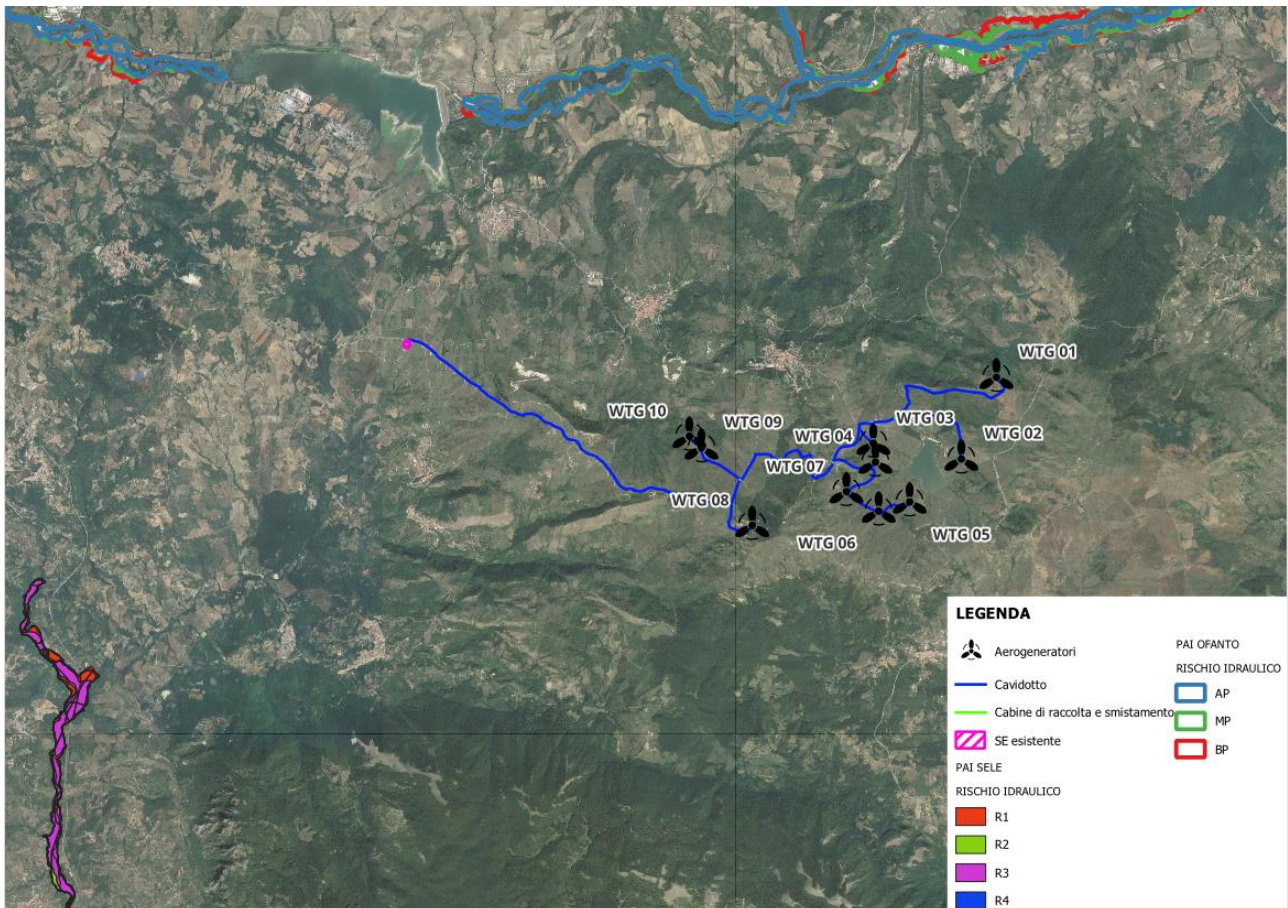 WTG 01
WTG 10
WTG 09
WTG 04
WTG 03
WTG 02
WTG 07
WTG 08
WTG 06
WTG 05
LEGENDA
Aerogeneratori
Cavidotto
Cabine di raccolta e smistamento
SE esistente
PAI SELE
RISCHIO IDRAULICO
R1
R2
R3
R4
PAI OFANTO
RISCHIO IDRAULICO
AP
MP
BP